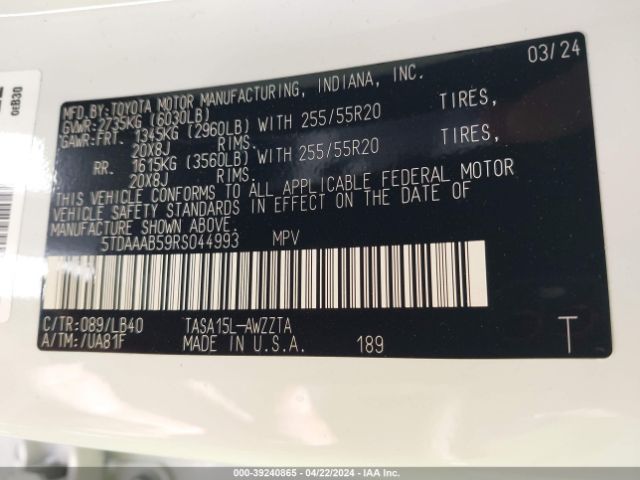 0EB30
03/24
MFD.BY:TOYOTA MOTOR MANUFACTURING, INDIANA, INC.
GVWR:2735KG (6030LB)
GAWR:FRT. 1345KG (2960LB) WITH 255/55R20 TIRES,
20X8J RIMS.
RR. 1615KG (3560LB) WITH 255/55R20 TIRES,
20X8J RIMS.
THIS VEHICLE CONFORMS TO ALL APPLICABLE FEDERAL MOTOR
VEHICLE SAFETY STANDARDS IN EFFECT ON THE DATE OF
MANUFACTURE SHOWN ABOVE.
5TDAAAB59RS044993 MPV
C/TR:089/LB40 TASA15L-AWZZTA
A/TM:/UA81F MADE IN U.S.A. 189 T
000-39240865 - 04/22/2024 - IAA Inc.